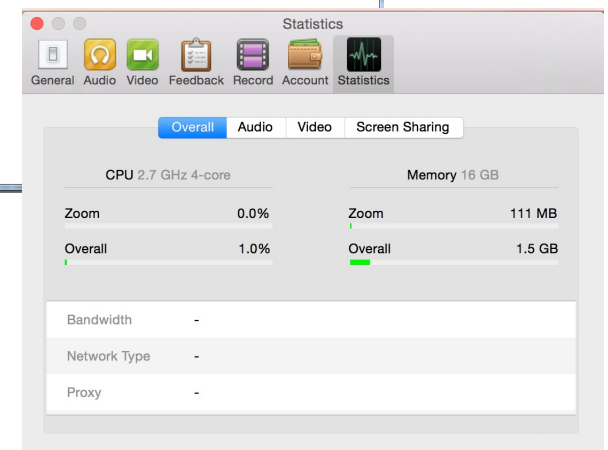 Statistics
General Audio Video Feedback Record Account Statistics
Overall Audio Video Screen Sharing
CPU 2.7 GHz 4-core Memory 16 GB
Zoom 0.0% Zoom 111 MB
Overall 1.0% Overall 1.5 GB
Bandwidth -
Network Type -
Proxy -